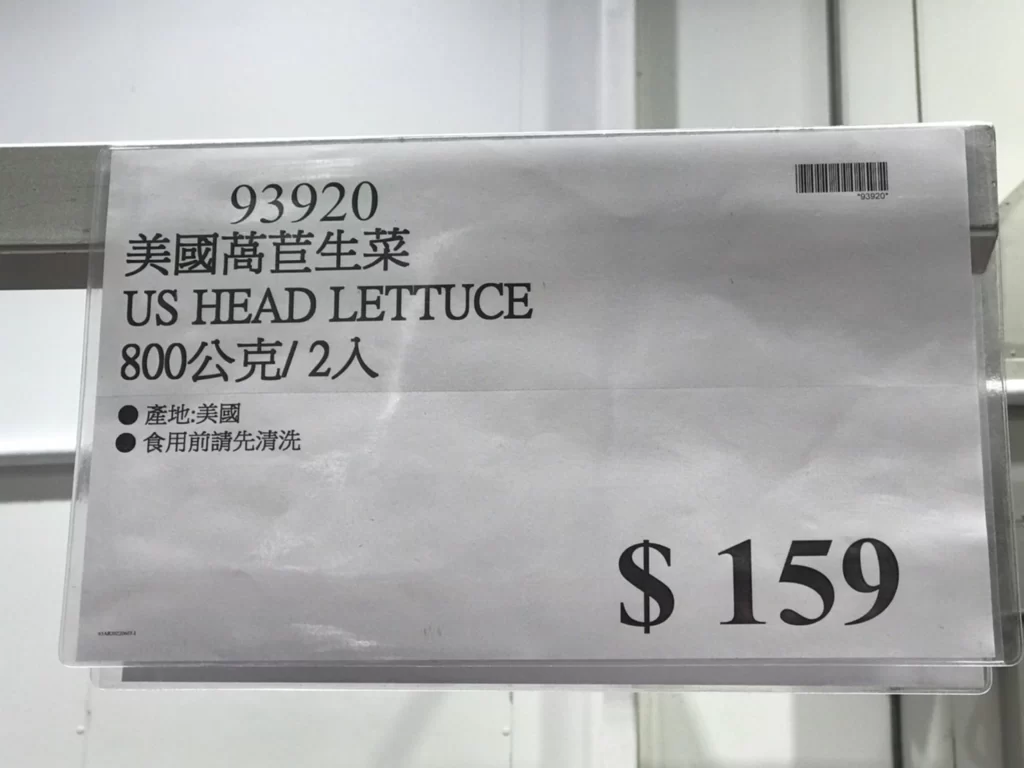 93920
"93920"
美國萵苣生菜
US HEAD LETTUCE
800公克/ 2入
● 產地:美國
● 食用前請先清洗
$ 159